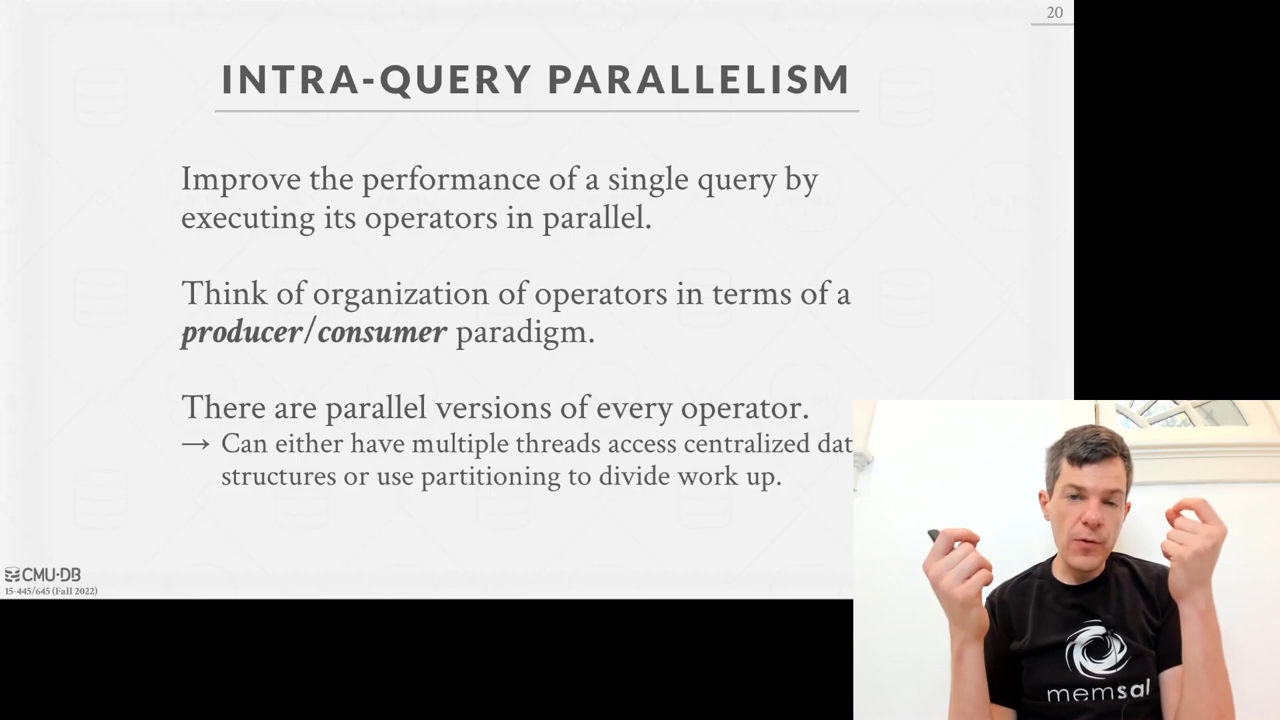 20
INTRA-QUERY PARALLELISM
Improve the performance of a single query by
executing its operators in parallel.
Think of organization of operators in terms of a
producer/consumer paradigm.
There are parallel versions of every operator.
→ Can either have multiple threads access centralized dat
structures or use partitioning to divide work up.
CMU·DB
15-445/645 (Fall 2022)
memsql